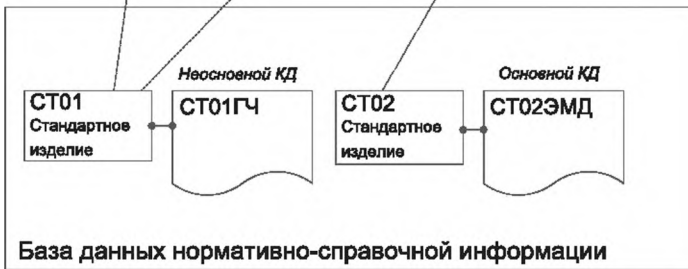 Неосновной КД
Основной КД
СТ01
Стандартное
изделие
СТ01ГЧ
СТ02
Стандартное
изделие
СТ02ЭМД
База данных нормативно-справочной информации